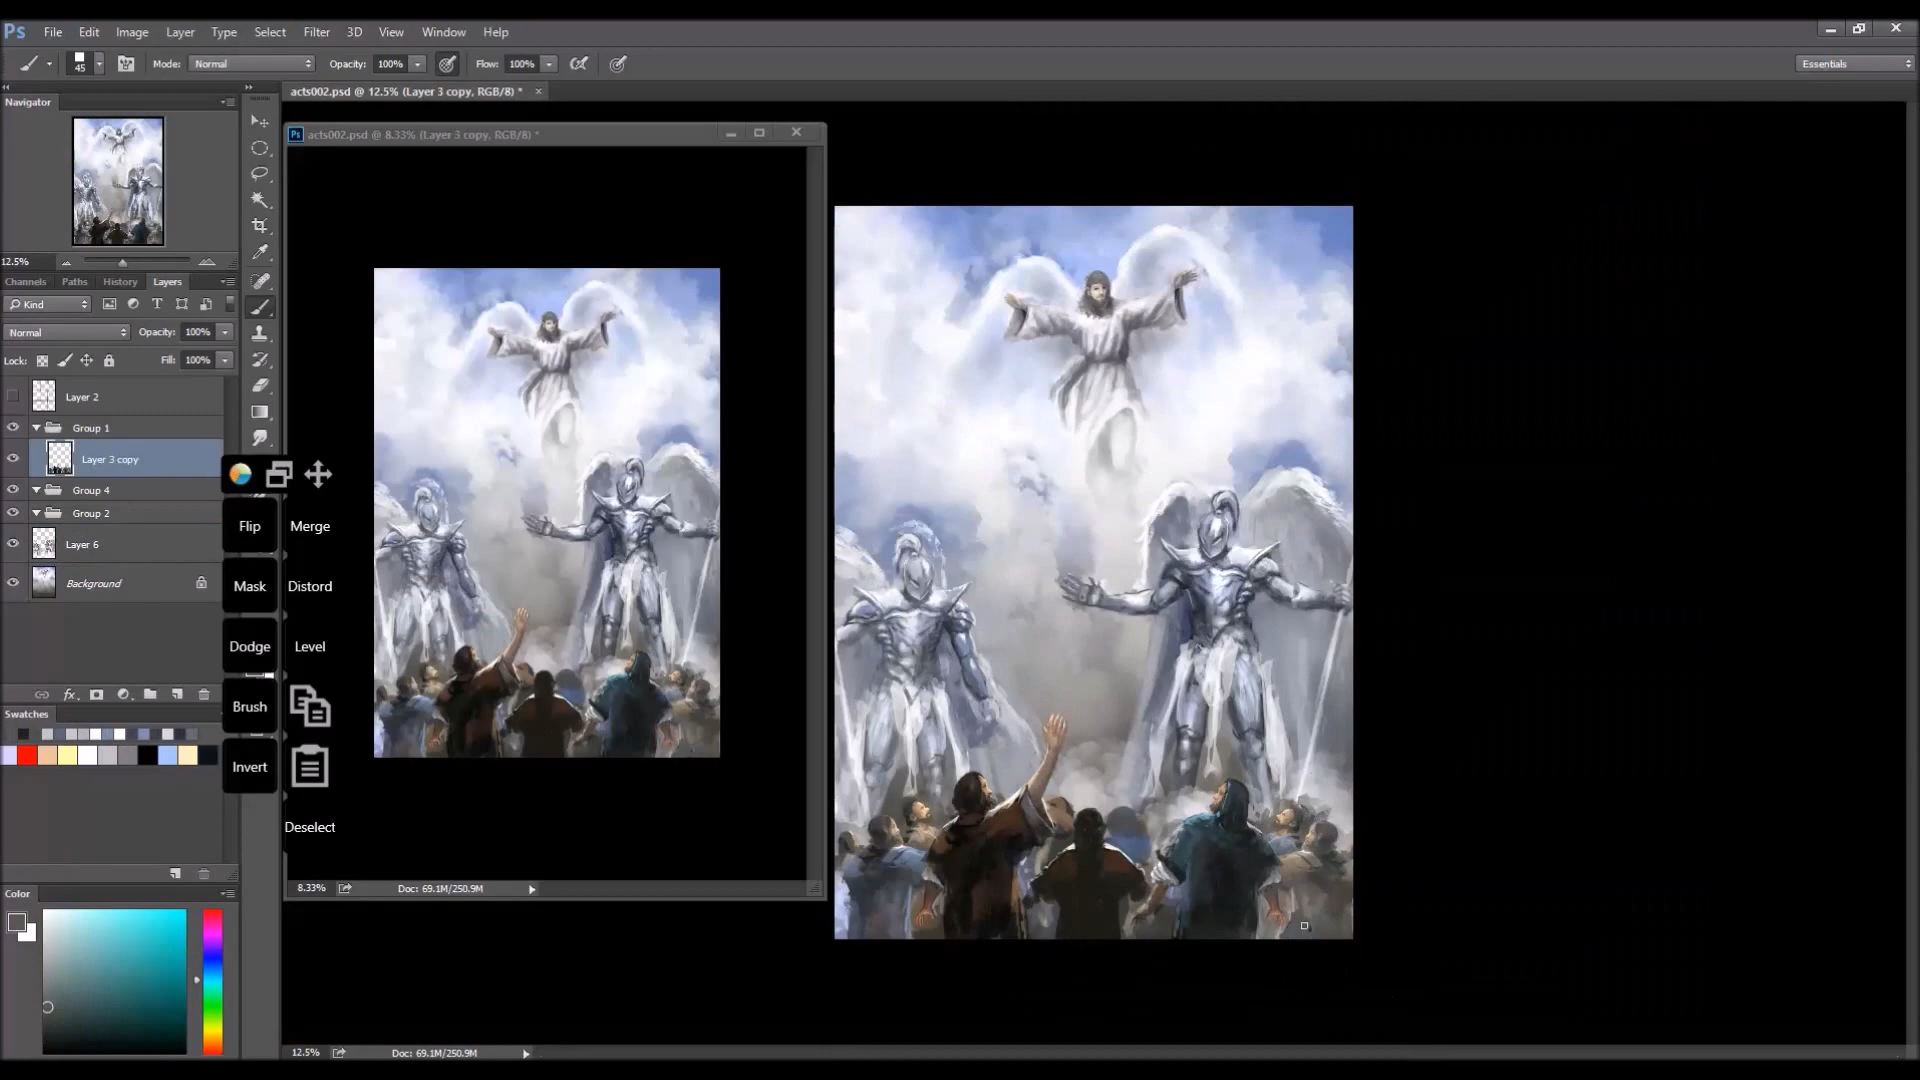 Ps File Edit Image Layer Type Select Filter 3D View Window Help
45 Mode: Normal Opacity: 100% Flow: 100% Essentials
acts002.psd @ 12.5% (Layer 3 copy, RGB/8) *
Navigator
Ps acts002.psd @ 8.33% (Layer 3 copy, RGB/8) *
12.5%
Channels Paths History Layers
Kind
Normal Opacity: 100%
Lock: Fill: 100%
Layer 2
Group 1
Layer 3 copy
Group 4
Group 2
Layer 6
Background
Flip Merge
Mask Distord
Dodge Level
Brush
Invert
Deselect
Swatches
8.33% Doc: 69.1M/250.9M
Color
12.5% Doc: 69.1M/250.9M